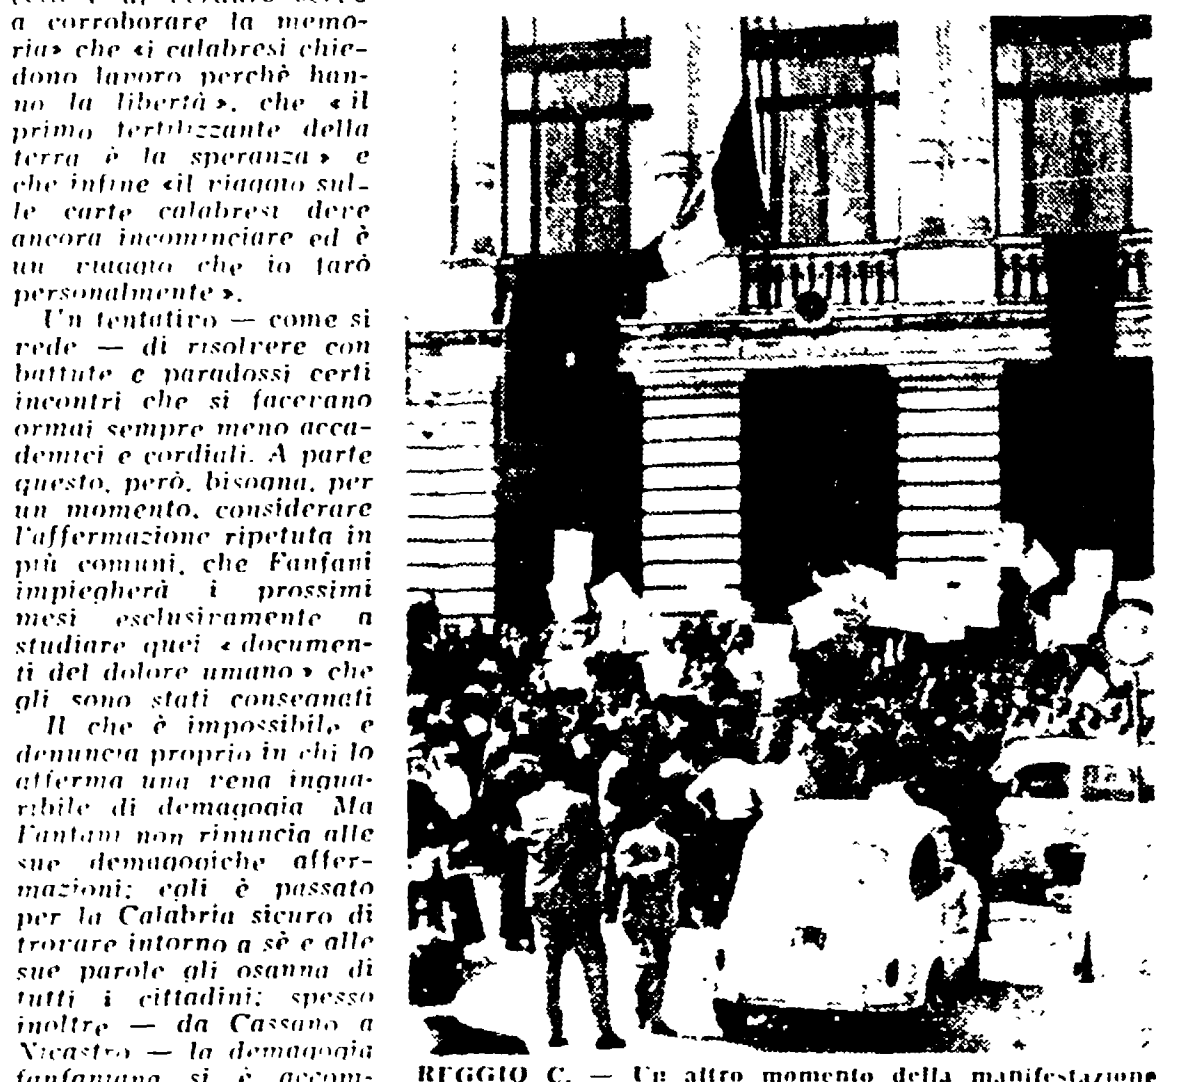 a corroborare la memo-
ria» che «i calabresi chie-
dono lavoro perchè han-
no la libertà», che «il
primo fertilizzante della
terra è la speranza» e
che infine «il viaggio sul-
le carte calabresi deve
ancora incominciare ed è
un viaggio che io farò
personalmente».
Un tentativo — come si
vede — di risolvere con
battute e paradossi certi
incontri che si facevano
ormai sempre meno acca-
demici e cordiali. A parte
questo, però, bisogna, per
un momento, considerare
l'affermazione ripetuta in
più comuni, che Fanfani
impiegherà i prossimi
mesi esclusivamente a
studiare quei «documen-
ti del dolore umano» che
gli sono stati consegnati
Il che è impossibile e
denuncia proprio in chi lo
afferma una vena ingua-
ribile di demagogia Ma
Fanfani non rinuncia alle
sue demagogiche affer-
mazioni: egli è passato
per la Calabria sicuro di
trovare intorno a sè e alle
sue parole gli osanna di
tutti i cittadini: spesso
inoltre — da Cassano a
Nicastro — la demagogia
fanfaniana si è accom-
REGGIO C. — Un altro momento della manifestazione